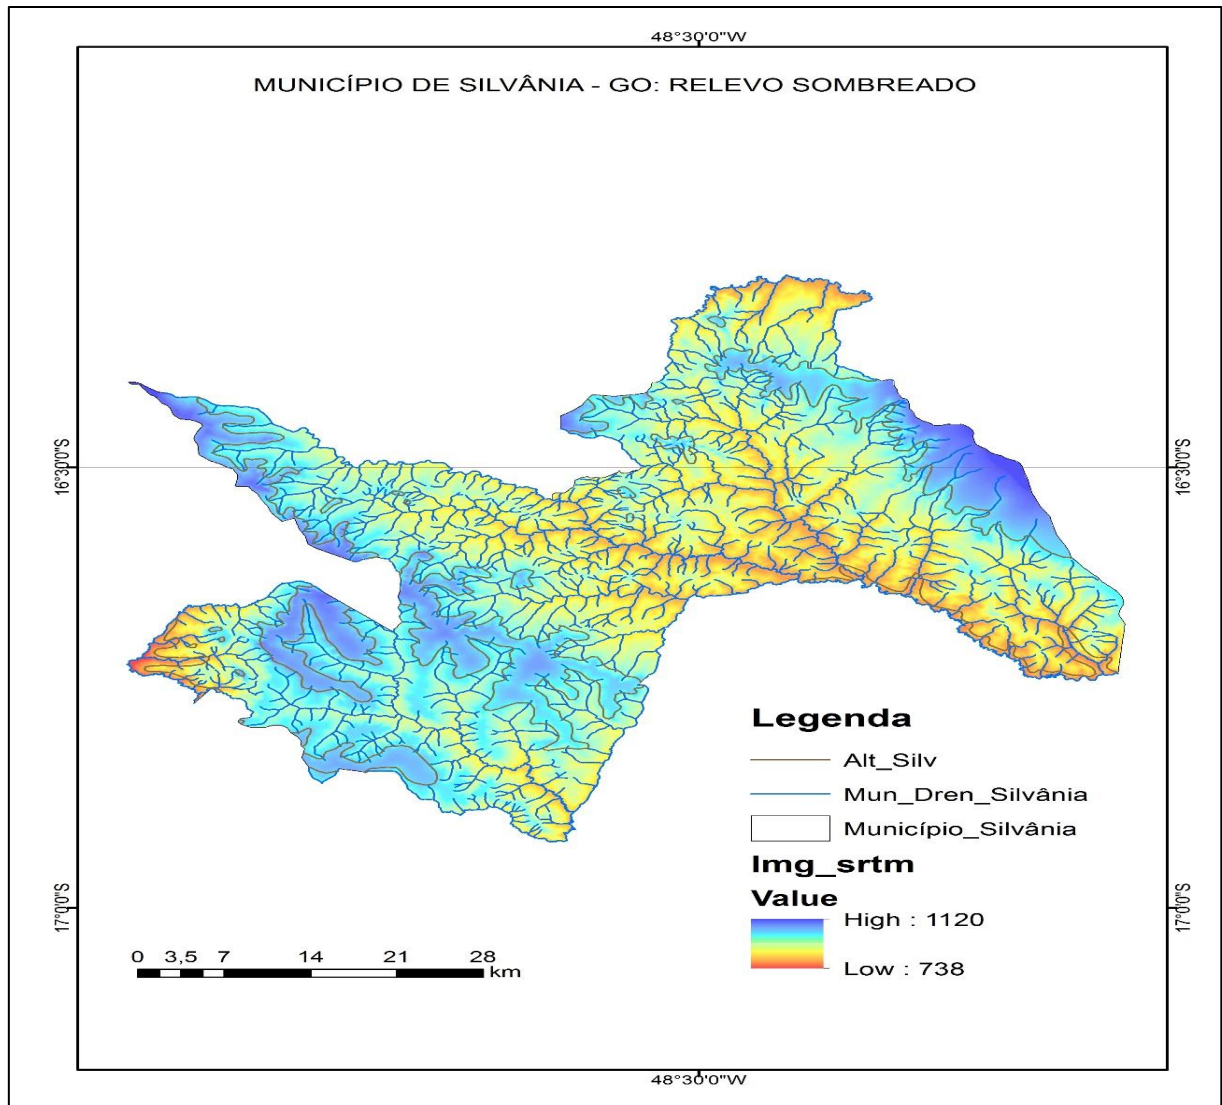 48°30'0"W
MUNICÍPIO DE SILVÂNIA - GO: RELEVO SOMBREADO
16°30'0"S
16°30'0"S
Legenda
Alt_Silv
Mun_Dren_Silvânia
Município_Silvânia
Img_srtm
Value
High : 1120
Low : 738
17°0'0"S
17°0'0"S
0 3,5 7 14 21 28
km
48°30'0"W